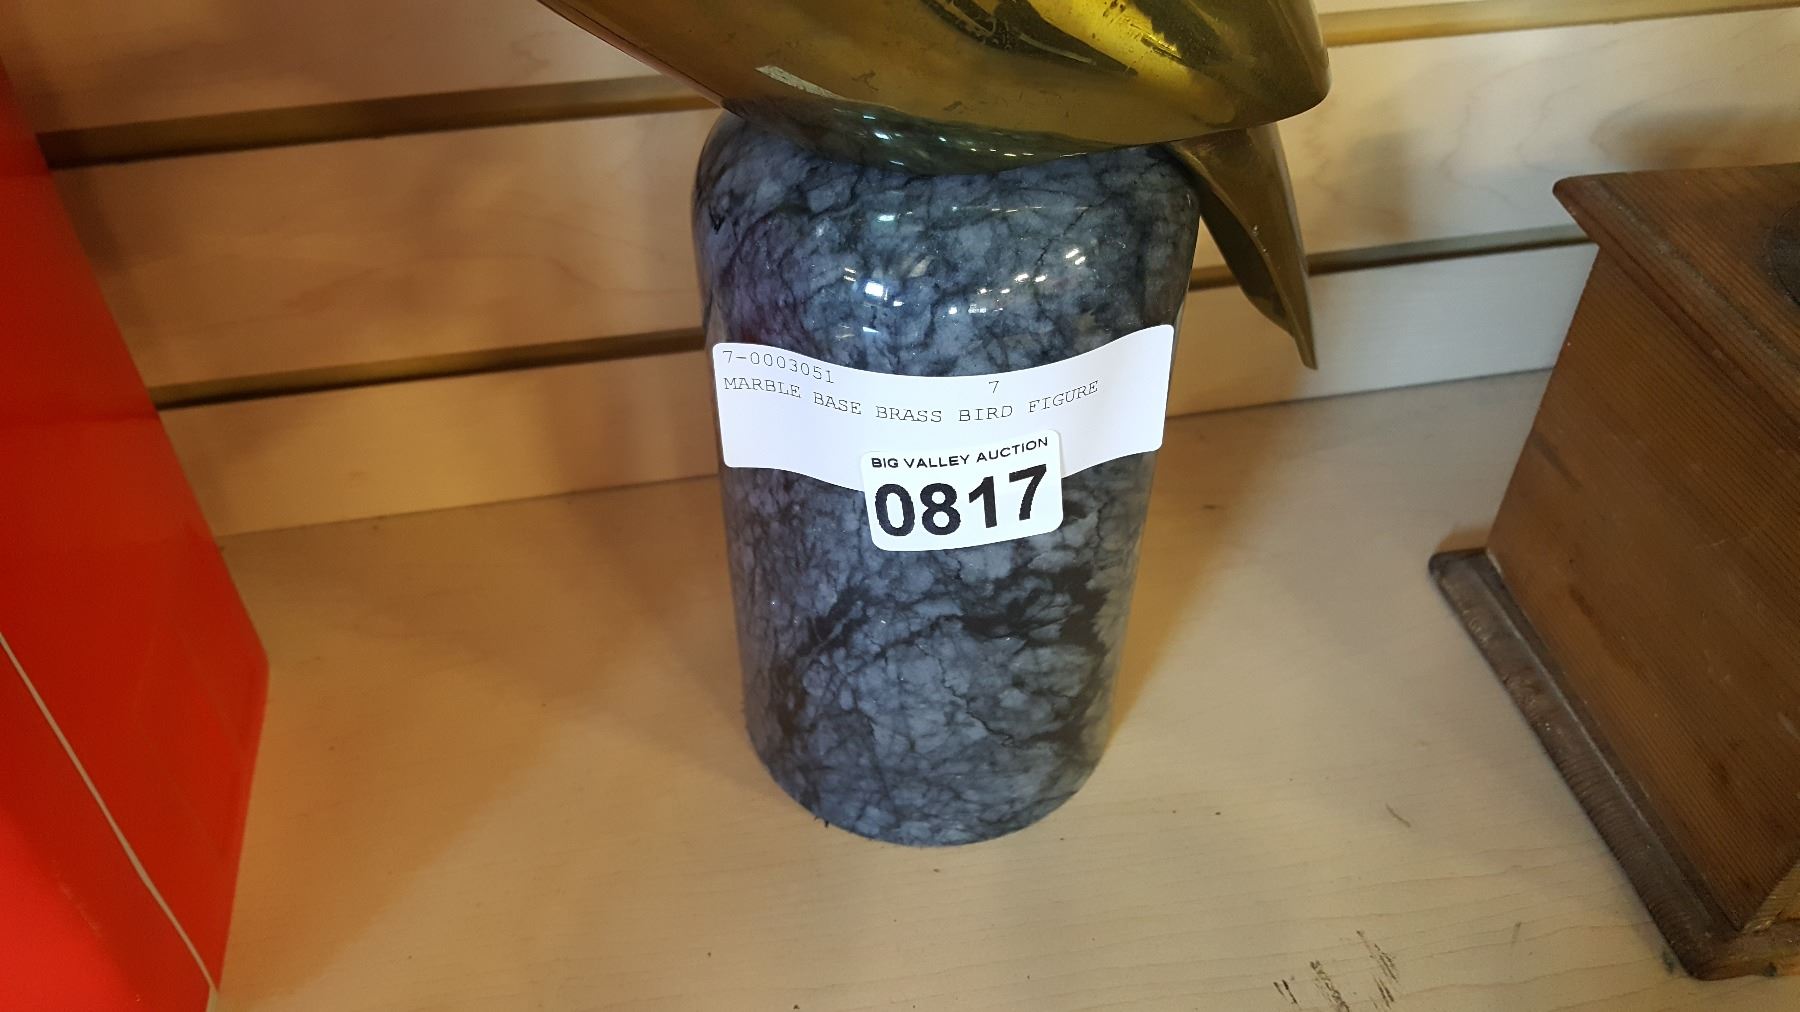 7-0003051 7
MARBLE BASE BRASS BIRD FIGURE
BIG VALLEY AUCTION
0817